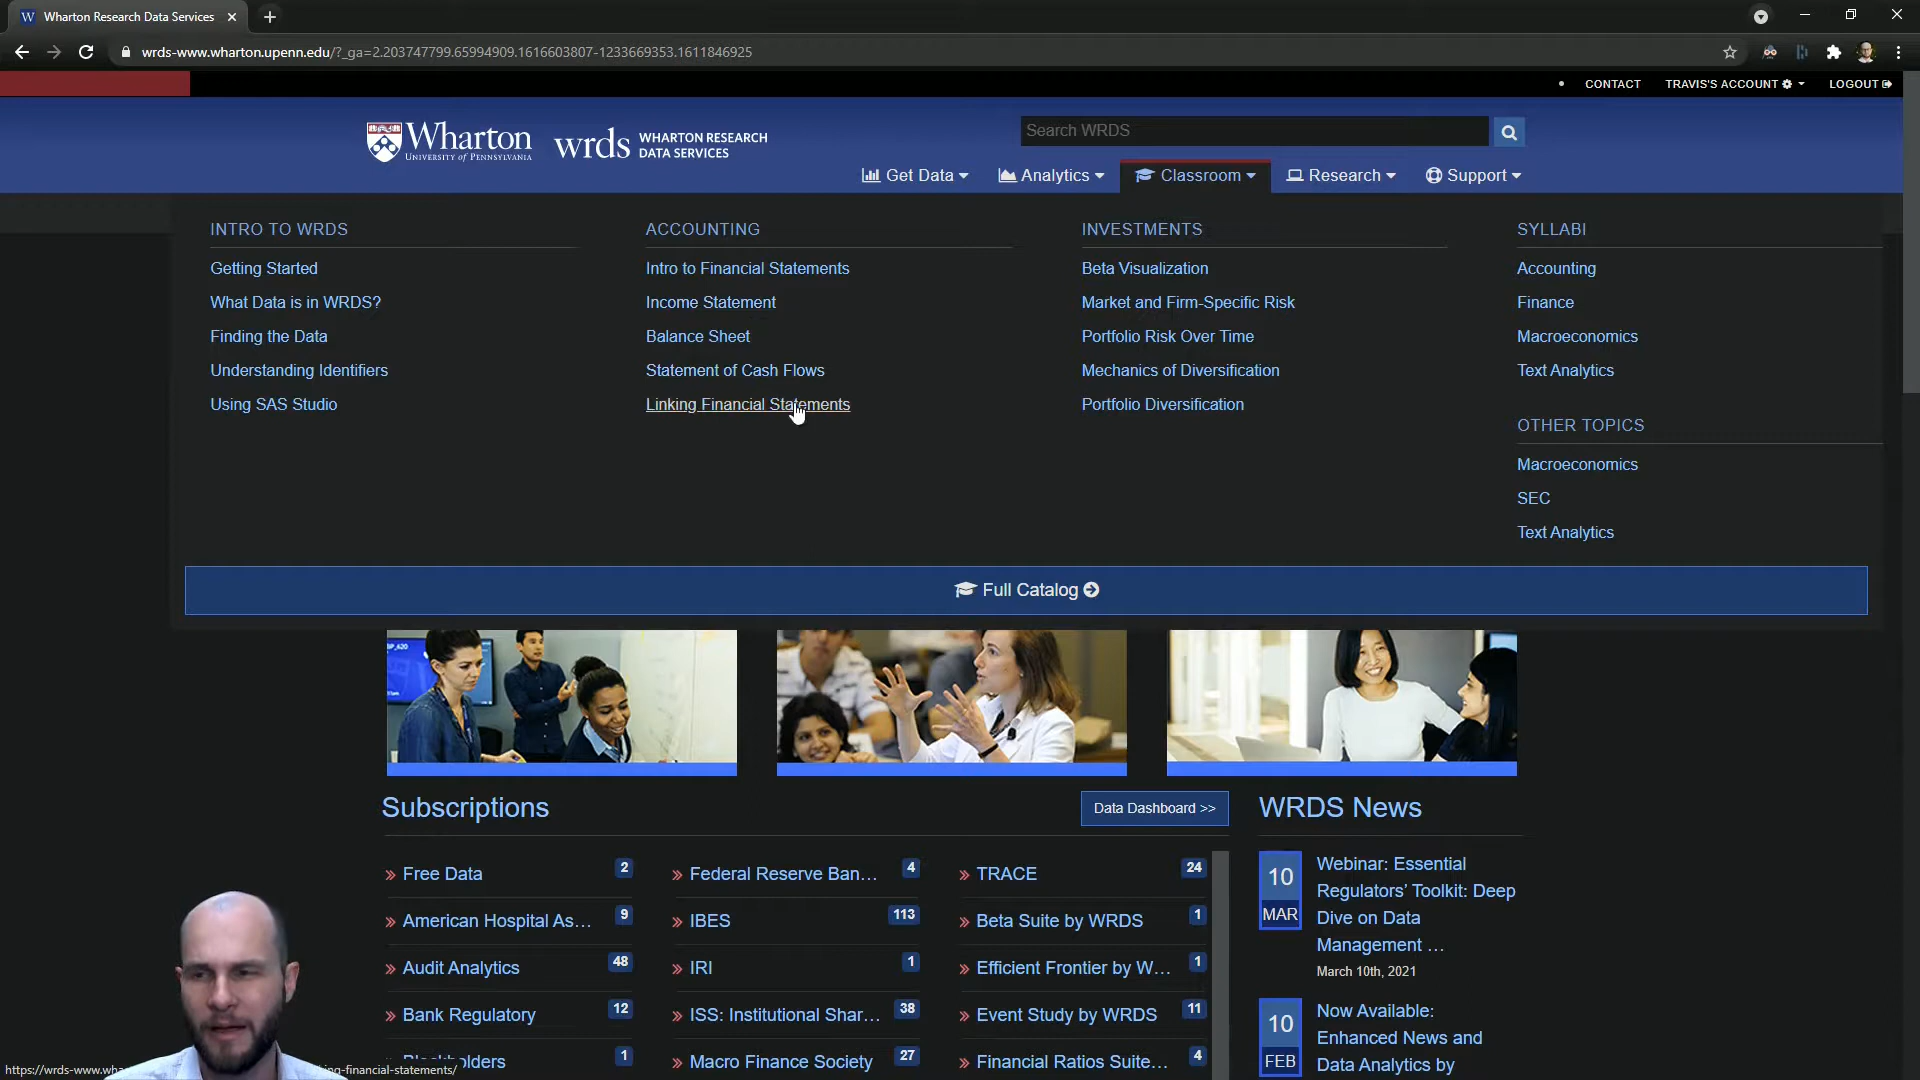 Wharton Research Data Services
wrds-www.wharton.upenn.edu/?_ga=2.203747799.65994909.1616603807-1233669353.1611846925
CONTACT
TRAVIS'S ACCOUNT
LOGOUT
Wharton
UNIVERSITY of PENNSYLVANIA
wrds
WHARTON RESEARCH
DATA SERVICES
Search WRDS
Get Data
Analytics
Classroom
Research
Support
INTRO TO WRDS
Getting Started
What Data is in WRDS?
Finding the Data
Understanding Identifiers
Using SAS Studio
ACCOUNTING
Intro to Financial Statements
Income Statement
Balance Sheet
Statement of Cash Flows
Linking Financial Statements
INVESTMENTS
Beta Visualization
Market and Firm-Specific Risk
Portfolio Risk Over Time
Mechanics of Diversification
Portfolio Diversification
SYLLABI
Accounting
Finance
Macroeconomics
Text Analytics
OTHER TOPICS
Macroeconomics
SEC
Text Analytics
Full Catalog
Subscriptions
Data Dashboard >>
Free Data 2
American Hospital As... 9
Audit Analytics 48
Bank Regulatory 12
Blockholders 1
Federal Reserve Ban... 4
IBES 113
IRI 1
ISS: Institutional Shar... 38
Macro Finance Society 27
TRACE 24
Beta Suite by WRDS 1
Efficient Frontier by W... 1
Event Study by WRDS 11
Financial Ratios Suite... 4
WRDS News
10
MAR
Webinar: Essential
Regulators' Toolkit: Deep
Dive on Data
Management ...
March 10th, 2021
10
FEB
Now Available:
Enhanced News and
Data Analytics by
https://wrds-www.wha
-financial-statements/